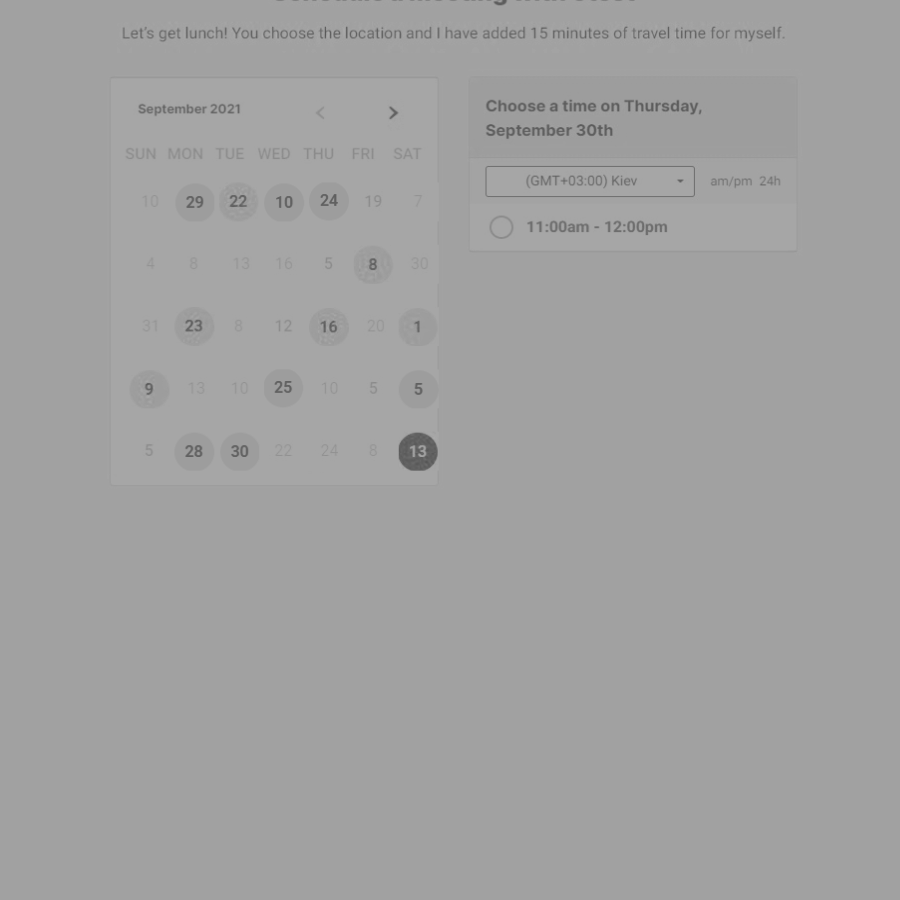 Let's get lunch! You choose the location and I have added 15 minutes of travel time for myself.
September 2021
SUN MON TUE WED THU FRI SAT
10 29 22 10 24 19 7
4 8 13 16 5 8 30
31 23 8 12 16 20 1
9 13 10 25 10 5 5
5 28 30 22 24 8 13
Choose a time on Thursday,
September 30th
(GMT+03:00) Kiev am/pm 24h
11:00am - 12:00pm